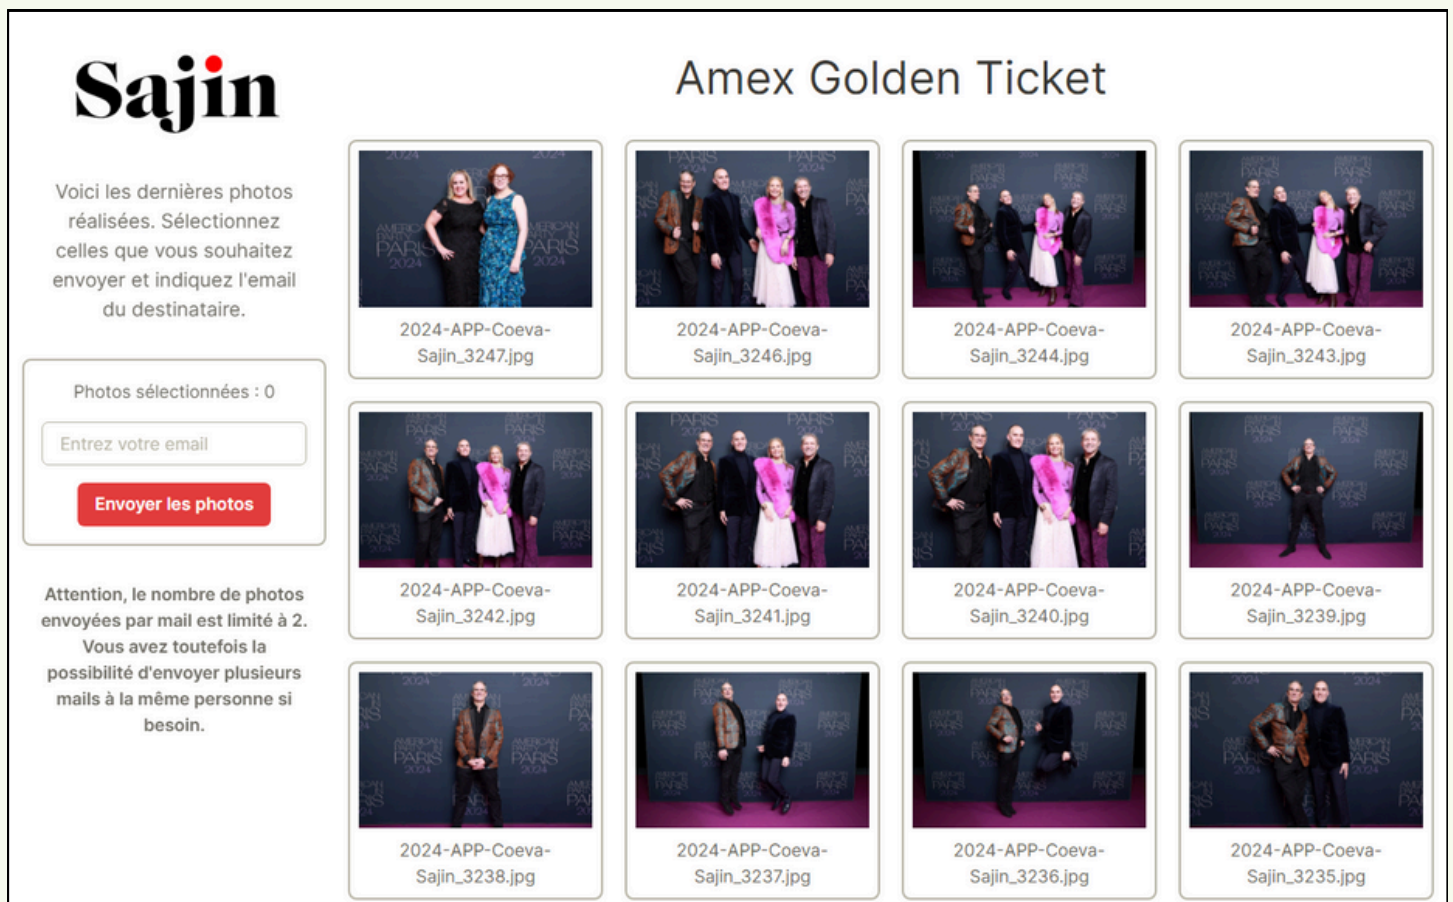 Sajin
Amex Golden Ticket
Voici les dernières photos
réalisées. Sélectionnez
celles que vous souhaitez
envoyer et indiquez l'email
du destinataire.
Photos sélectionnées : 0
Entrez votre email
Envoyer les photos
Attention, le nombre de photos
envoyées par mail est limité à 2.
Vous avez toutefois la
possibilité d'envoyer plusieurs
mails à la même personne si
besoin.
2024-APP-Coeva-
Sajin_3247.jpg
2024-APP-Coeva-
Sajin_3246.jpg
2024-APP-Coeva-
Sajin_3244.jpg
2024-APP-Coeva-
Sajin_3243.jpg
2024-APP-Coeva-
Sajin_3242.jpg
2024-APP-Coeva-
Sajin_3241.jpg
2024-APP-Coeva-
Sajin_3240.jpg
2024-APP-Coeva-
Sajin_3239.jpg
2024-APP-Coeva-
Sajin_3238.jpg
2024-APP-Coeva-
Sajin_3237.jpg
2024-APP-Coeva-
Sajin_3236.jpg
2024-APP-Coeva-
Sajin_3235.jpg